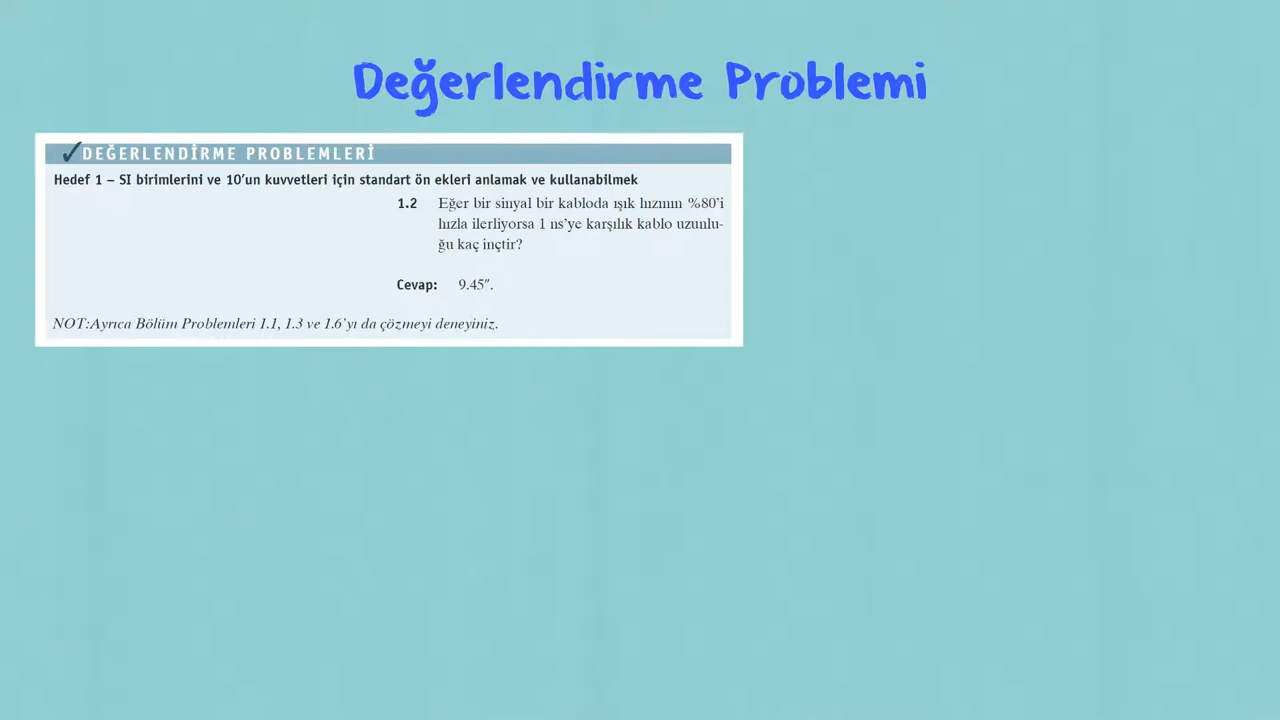 Değerlendirme Problemi
✓DEĞERLENDİRME PROBLEMLERİ
Hedef 1 – SI birimlerini ve 10'un kuvvetleri için standart ön ekleri anlamak ve kullanabilmek
1.2 Eğer bir sinyal bir kabloda ışık hızının %80'i
hızla ilerliyorsa 1 ns'ye karşılık kablo uzunlu-
ğu kaç inçtir?
Cevap: 9.45″.
NOT:Ayrıca Bölüm Problemleri 1.1, 1.3 ve 1.6'yı da çözmeyi deneyiniz.